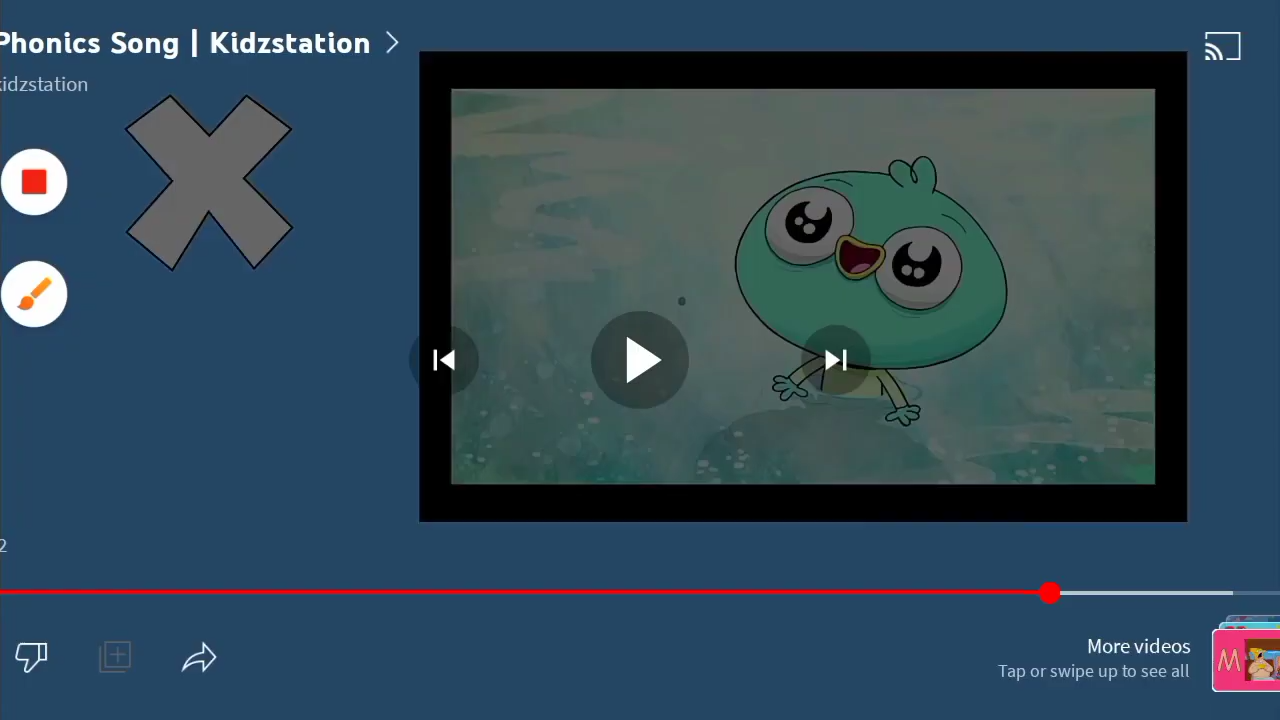 Phonics Song | Kidzstation
kidzstation
X
2
More videos
Tap or swipe up to see all
M